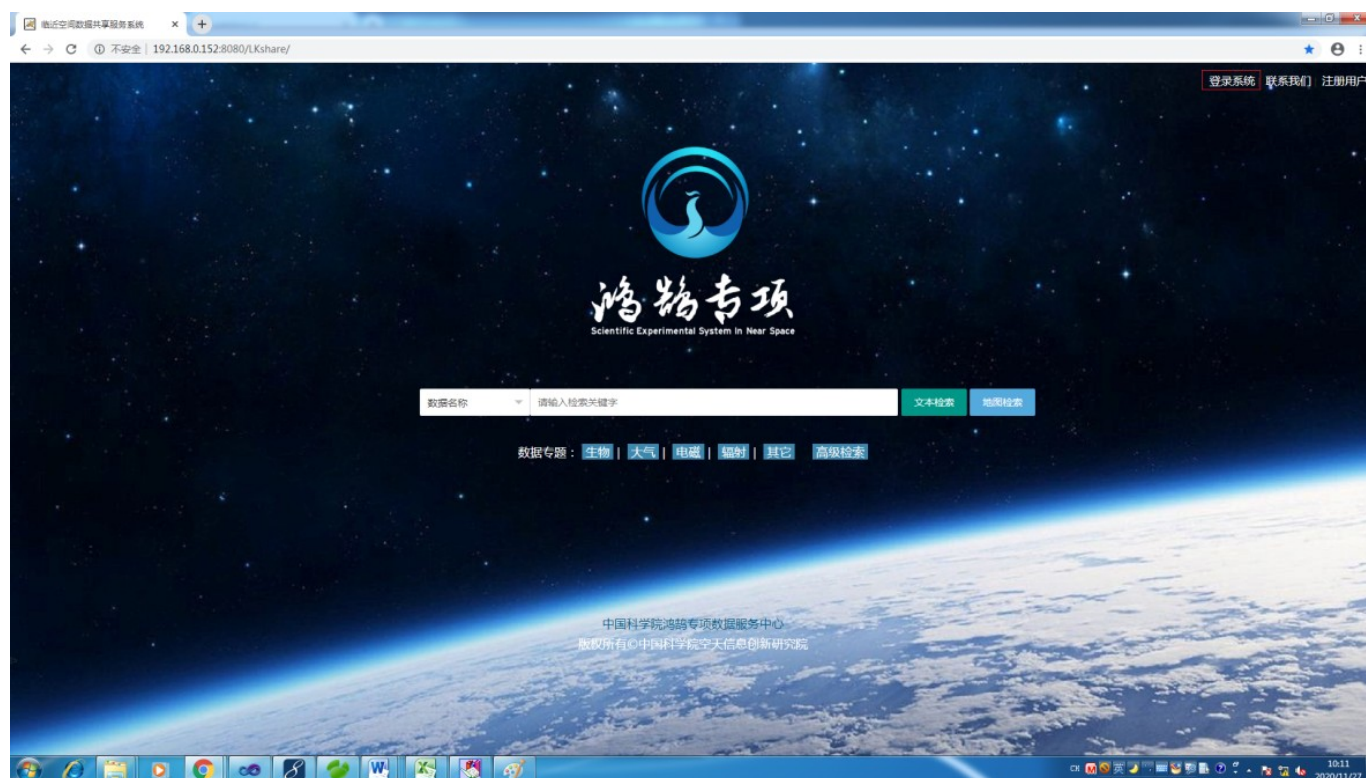 临近空间数据共享服务系统
不安全 | 192.168.0.152:8080/LKshare/
登录系统 联系我们 注册用户
鸿鹄专项
Scientific Experimental System In Near Space
数据名称 请输入检索关键字 文本检索 地图检索
数据专题： 生物 | 大气 | 电磁 | 辐射 | 其它 高级检索
中国科学院鸿鹄专项数据服务中心
版权所有©中国科学院空天信息创新研究院
CH 英 10:11
2020/11/27